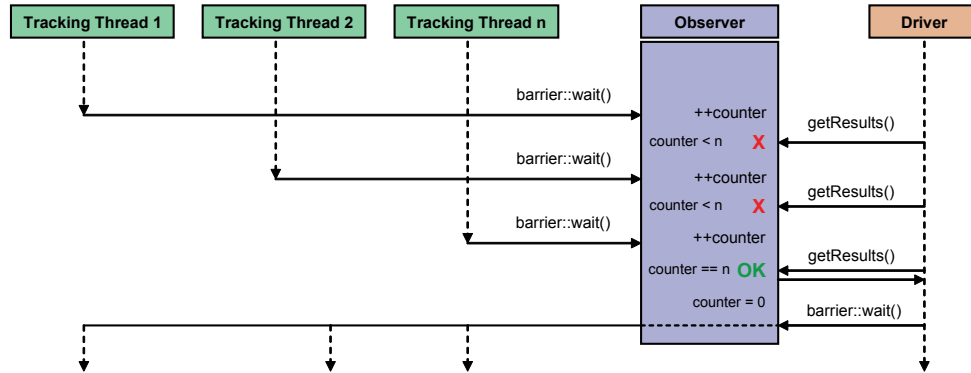 Tracking Thread 1
Tracking Thread 2
Tracking Thread n
Observer
Driver
barrier::wait()
++counter
getResults()
counter < n X
barrier::wait()
++counter
getResults()
counter < n X
barrier::wait()
++counter
getResults()
counter == n OK
counter = 0
barrier::wait()